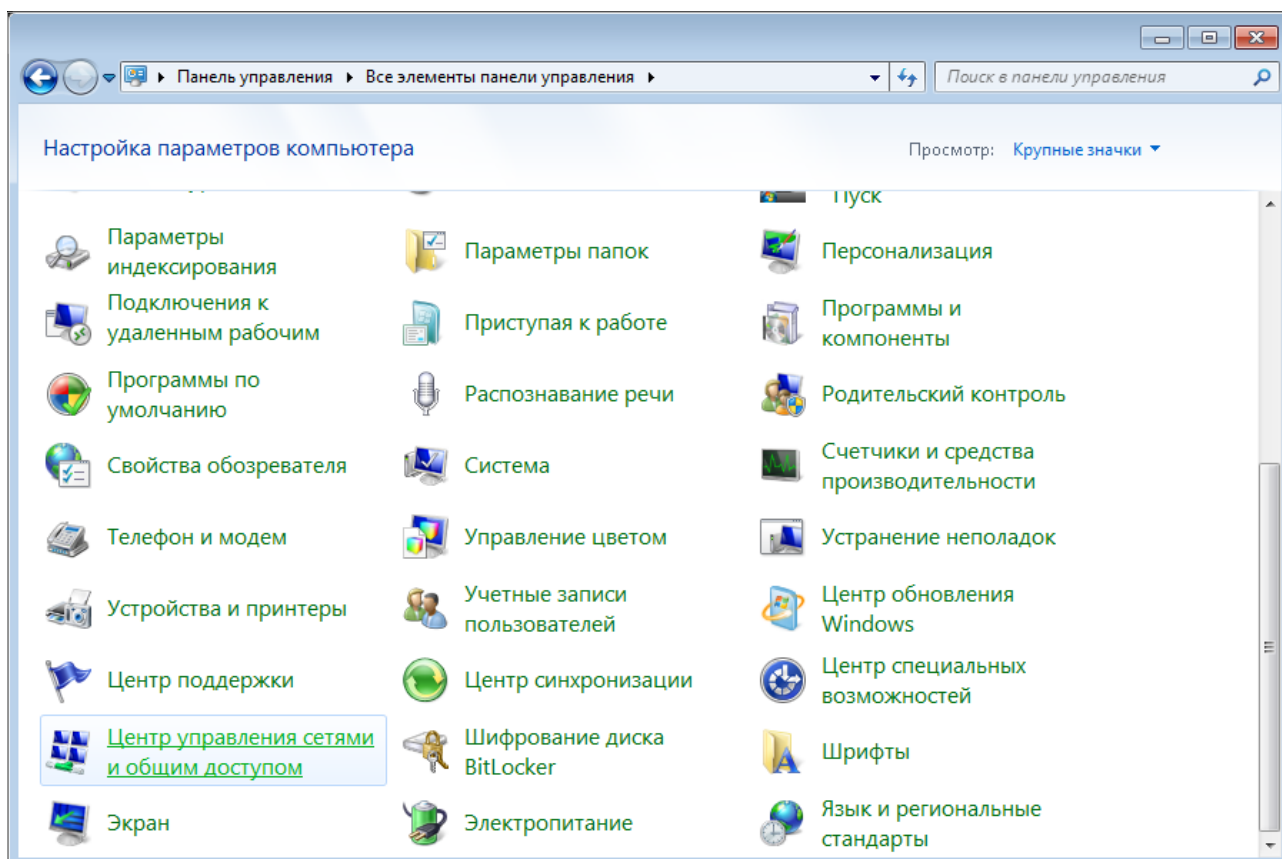 Панель управления Все элементы панели управления
Поиск в панели управления
Настройка параметров компьютера
Просмотр: Крупные значки
Пуск
Параметры
индексирования
Параметры папок
Персонализация
Подключения к
удаленным рабочим
Приступая к работе
Программы и
компоненты
Программы по
умолчанию
Распознавание речи
Родительский контроль
Свойства обозревателя
Система
Счетчики и средства
производительности
Телефон и модем
Управление цветом
Устранение неполадок
Устройства и принтеры
Учетные записи
пользователей
Центр обновления
Windows
Центр поддержки
Центр синхронизации
Центр специальных
возможностей
Центр управления сетями
и общим доступом
Шифрование диска
BitLocker
Шрифты
Экран
Электропитание
Язык и региональные
стандарты